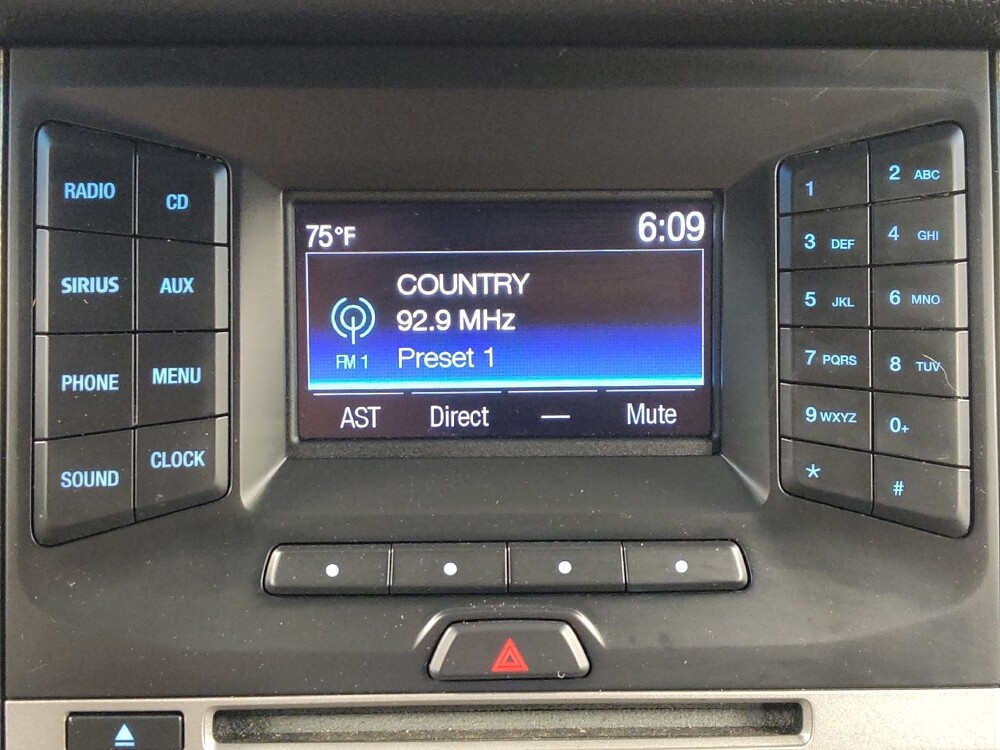 RADIO
CD
SIRIUS
AUX
PHONE
MENU
SOUND
CLOCK
75°F
6:09
COUNTRY
92.9 MHz
FM 1
Preset 1
AST Direct — Mute
1
2 ABC
3 DEF
4 GHI
5 JKL
6 MNO
7 PQRS
8 TUV
9 WXYZ
0+
*
#